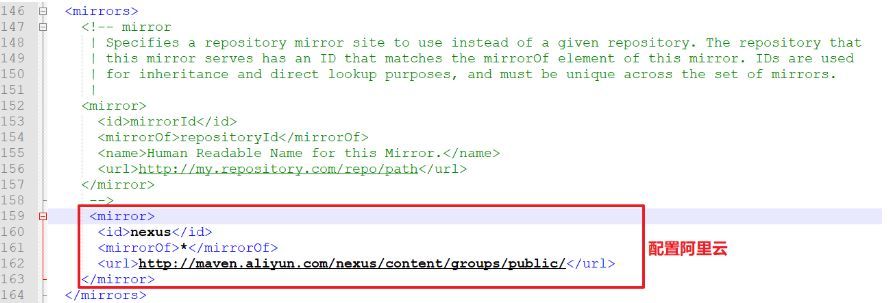 146 <mirrors>
147 <!-- mirror
148 | Specifies a repository mirror site to use instead of a given repository. The repository that
149 | this mirror serves has an ID that matches the mirrorOf element of this mirror. IDs are used
150 | for inheritance and direct lookup purposes, and must be unique across the set of mirrors.
151 |
152 <mirror>
153 <id>mirrorId</id>
154 <mirrorOf>repositoryId</mirrorOf>
155 <name>Human Readable Name for this Mirror.</name>
156 <url>http://my.repository.com/repo/path</url>
157 </mirror>
158 -->
159 <mirror>
160 <id>nexus</id>
161 <mirrorOf>*</mirrorOf>
配置阿里云
162 <url>http://maven.aliyun.com/nexus/content/groups/public/</url>
163 </mirror>
164 </mirrors>